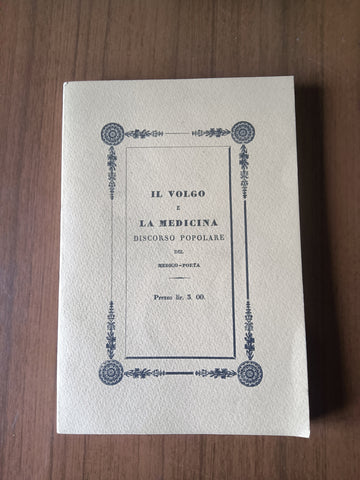 IL VOLGO
E
LA MEDICINA
DISCORSO POPOLARE
DEL
MEDICO-POETA
Prezzo lir. 3. 00.